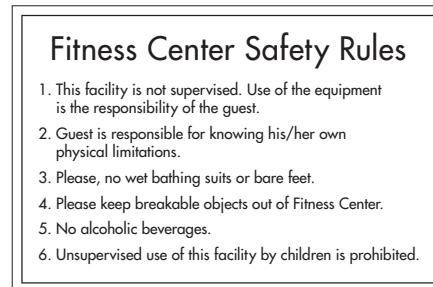 Fitness Center Safety Rules
1. This facility is not supervised. Use of the equipment
is the responsibility of the guest.
2. Guest is responsible for knowing his/her own
physical limitations.
3. Please, no wet bathing suits or bare feet.
4. Please keep breakable objects out of Fitness Center.
5. No alcoholic beverages.
6. Unsupervised use of this facility by children is prohibited.